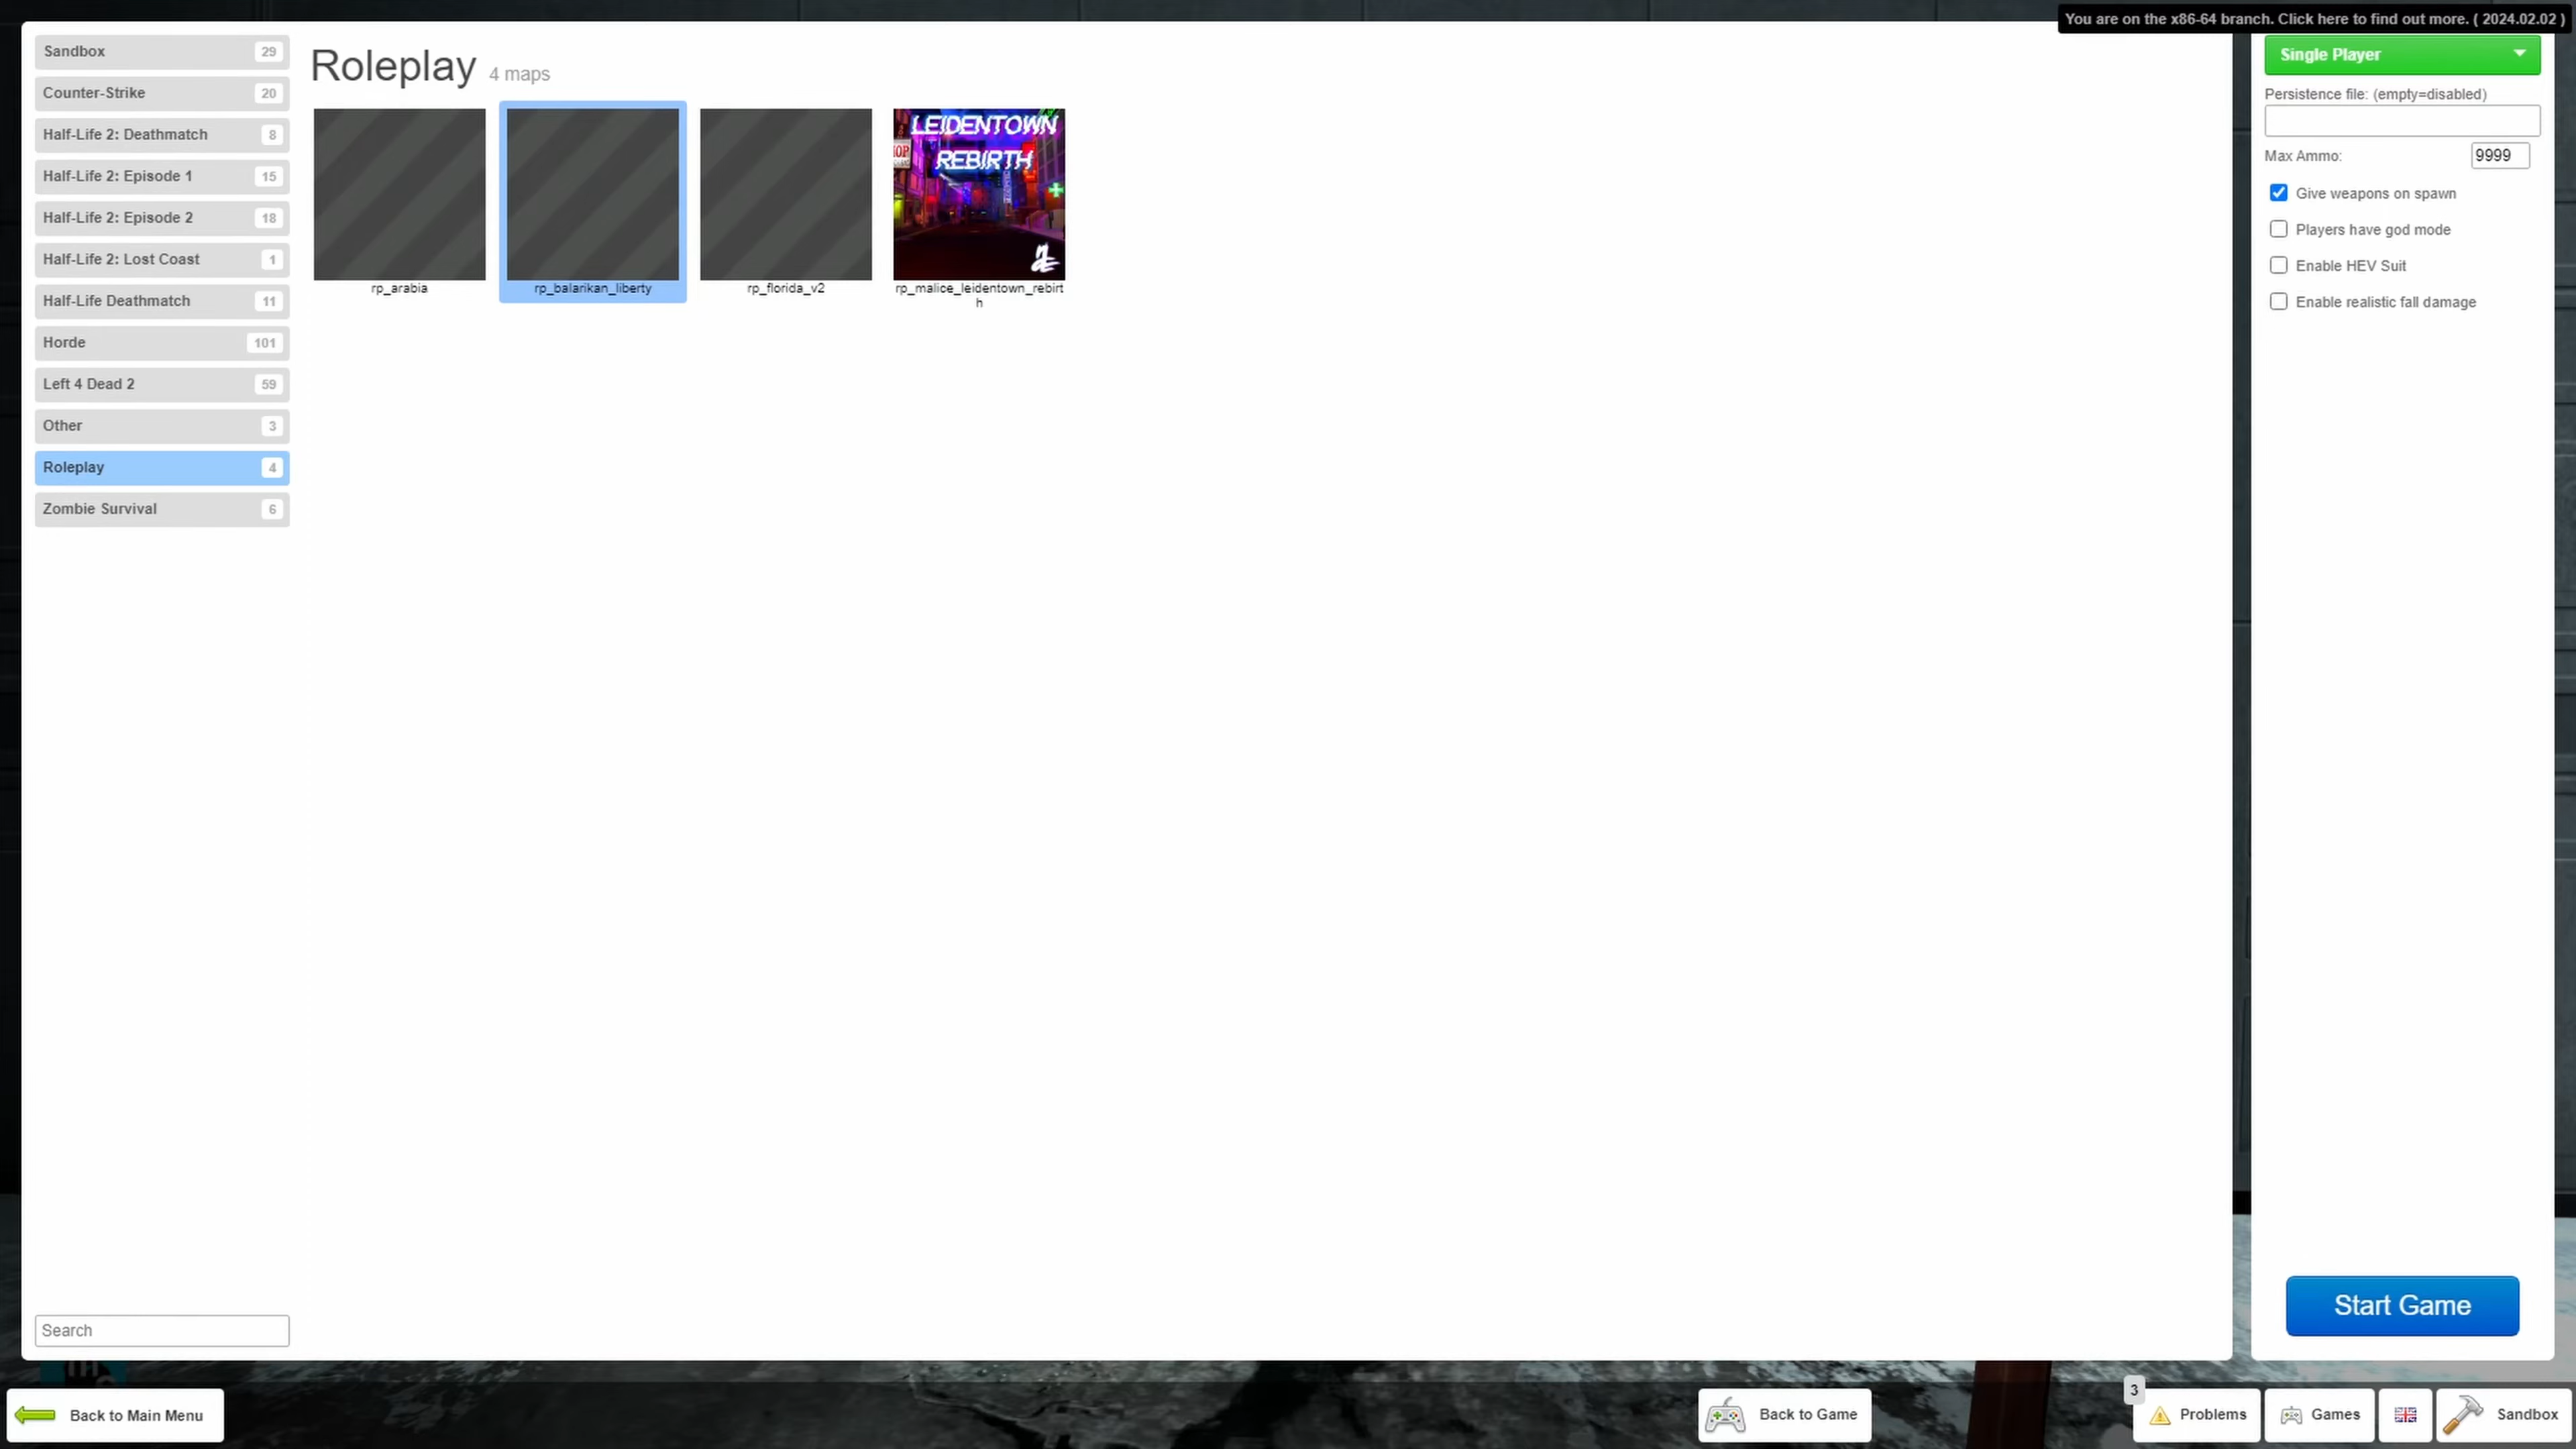 You are on the x86-64 branch. Click here to find out more. ( 2024.02.02 )
Sandbox 29
Counter-Strike 20
Half-Life 2: Deathmatch 8
Half-Life 2: Episode 1 15
Half-Life 2: Episode 2 18
Half-Life 2: Lost Coast 1
Half-Life Deathmatch 11
Horde 101
Left 4 Dead 2 59
Other 3
Roleplay 4
Zombie Survival 6
Search
Roleplay 4 maps
LEIDENTOWN
REBIRTH
rp_arabia
rp_balarikan_liberty
rp_florida_v2
rp_malice_leidentown_rebirt
h
Single Player
Persistence file: (empty=disabled)
Max Ammo: 9999
Give weapons on spawn
Players have god mode
Enable HEV Suit
Enable realistic fall damage
Start Game
Back to Main Menu
Back to Game
3
Problems
Games
Sandbox